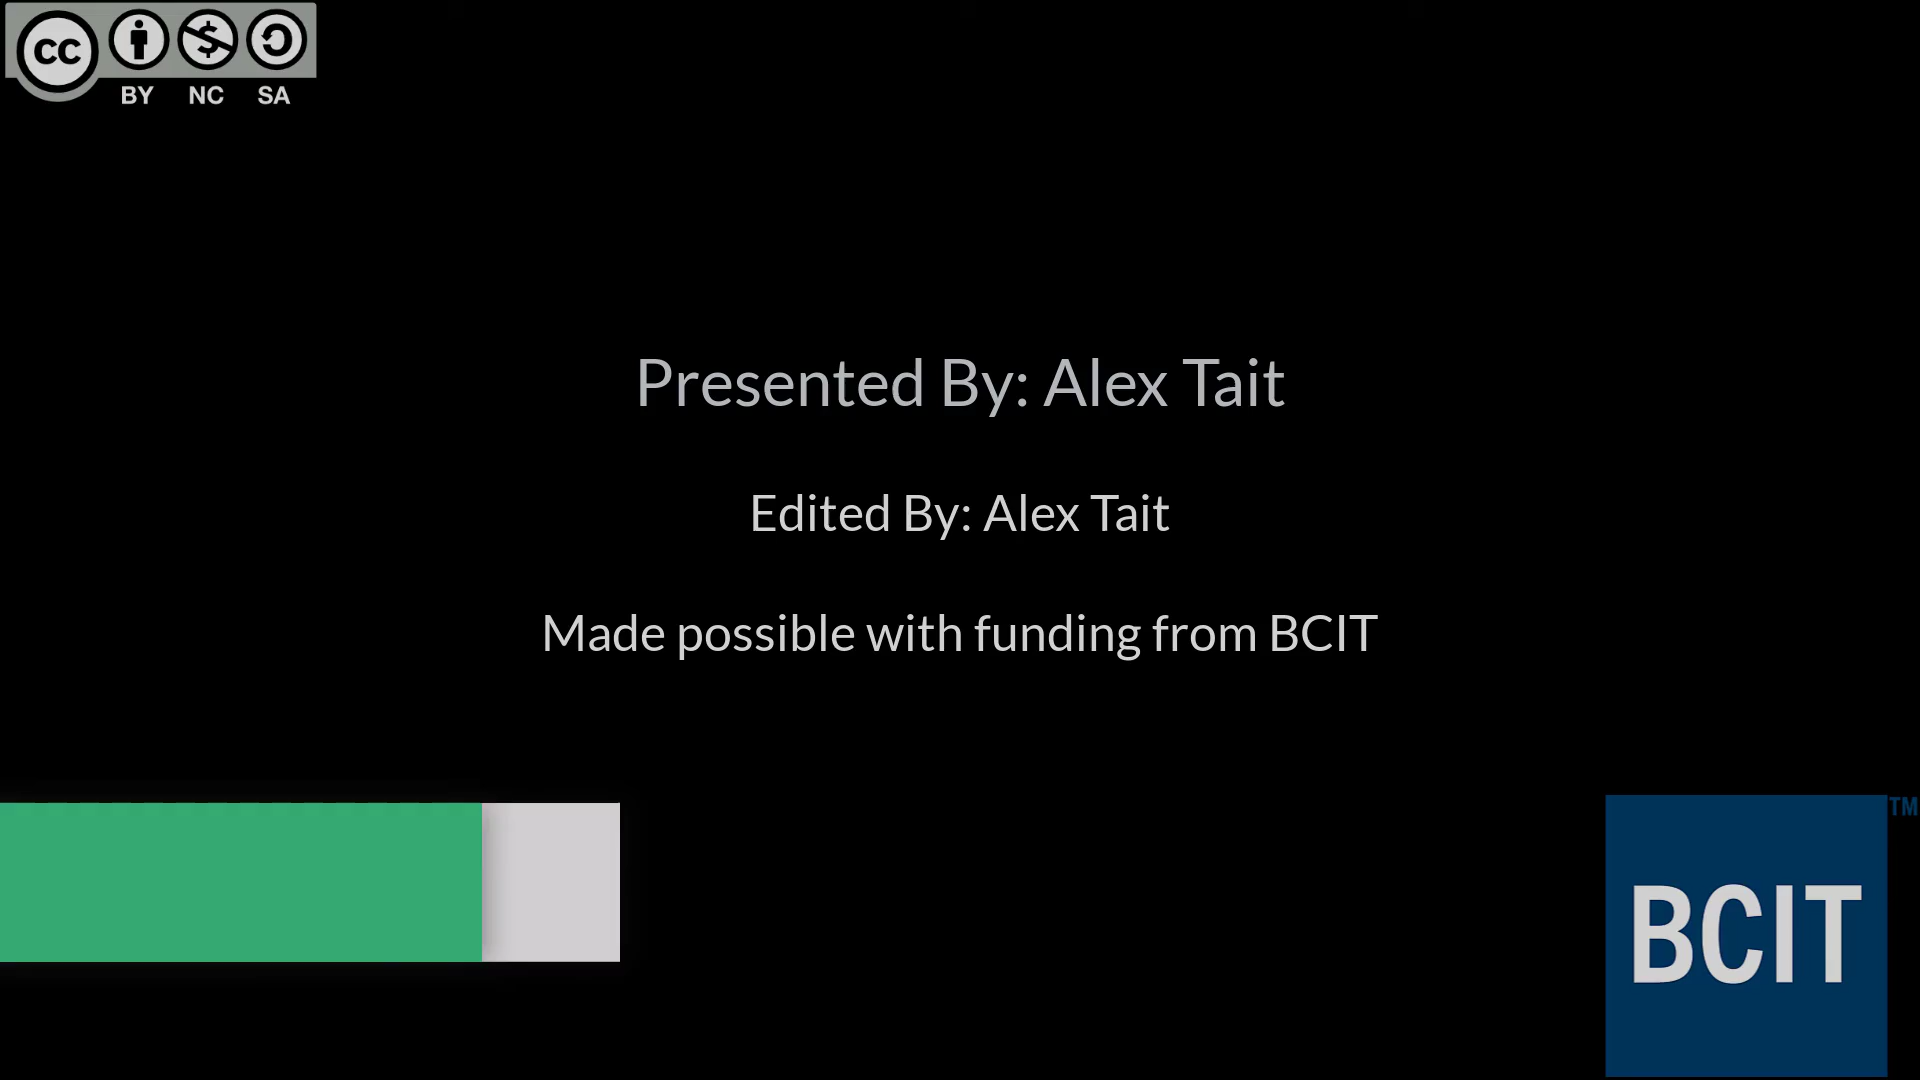 cc
BY NC SA
Presented By: Alex Tait
Edited By: Alex Tait
Made possible with funding from BCIT
TM
BCIT